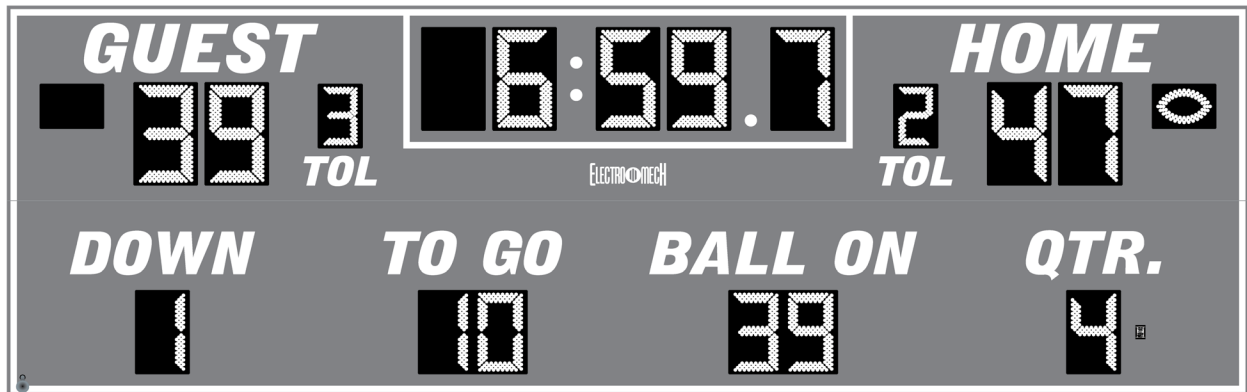 GUEST 6:59.7 HOME
39 3 2 47
TOL TOL
ELECTRO MECH
DOWN TO GO BALL ON QTR.
1 10 39 4